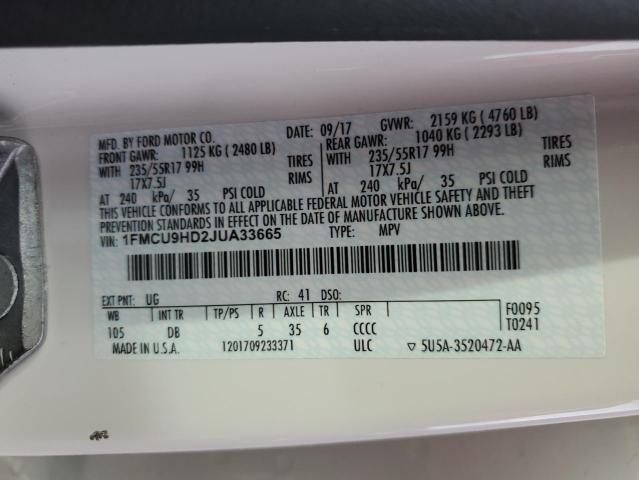 MFD. BY FORD MOTOR CO. DATE: 09/17 GVWR: 2159 KG ( 4760 LB)
FRONT GAWR: 1125 KG ( 2480 LB) REAR GAWR: 1040 KG ( 2293 LB)
WITH 235/55R17 99H TIRES WITH 235/55R17 99H TIRES
17X7.5J RIMS 17X7.5J RIMS
AT 240 kPa/ 35 PSI COLD AT 240 kPa/ 35 PSI COLD
THIS VEHICLE CONFORMS TO ALL APPLICABLE FEDERAL MOTOR VEHICLE SAFETY AND THEFT
PREVENTION STANDARDS IN EFFECT ON THE DATE OF MANUFACTURE SHOWN ABOVE.
VIN: 1FMCU9HD2JUA33665 TYPE: MPV
EXT PNT: UG RC: 41 DSO:
WB INT TR TP/PS R AXLE TR SPR F0095
105 DB 5 35 6 CCCC T0241
MADE IN U.S.A. 1201709233371 ULC ▽ 5U5A-3520472-AA